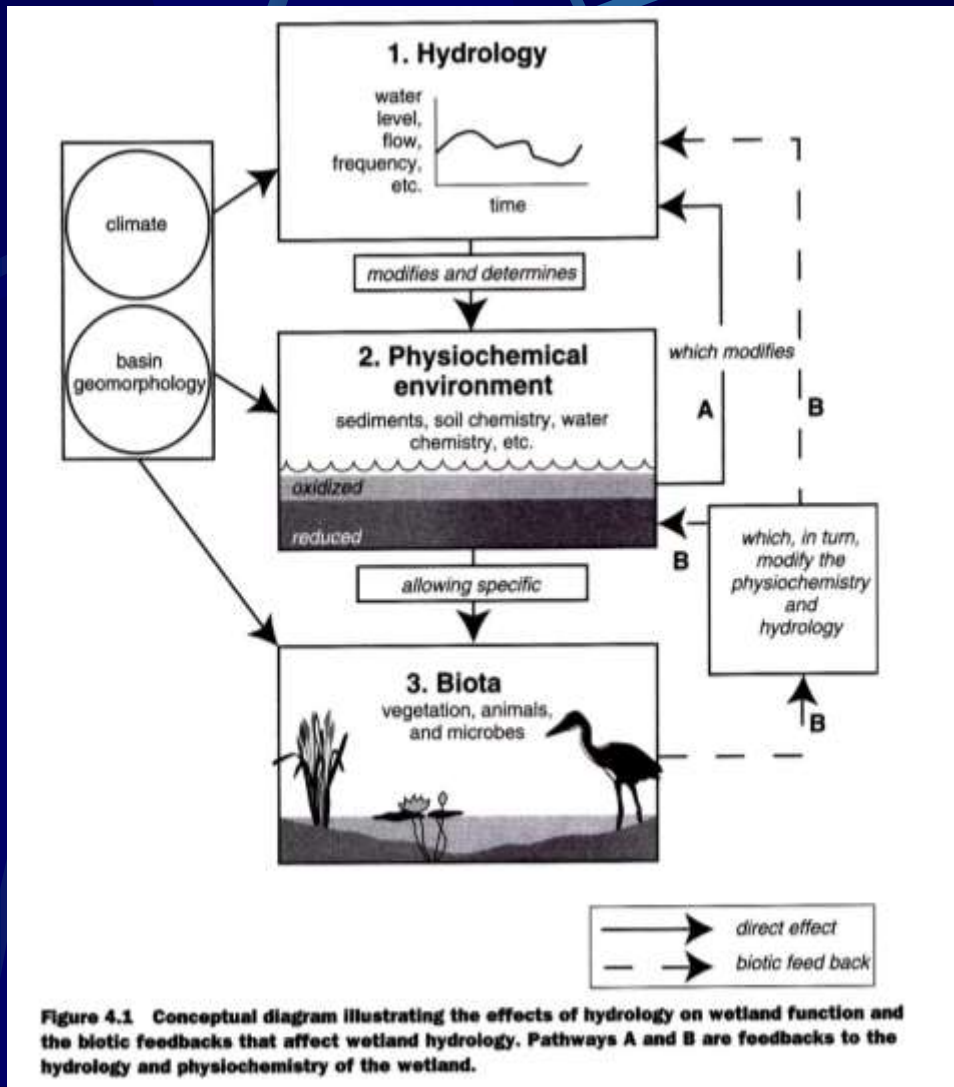 1. Hydrology
water
level,
flow,
frequency,
etc.
time
climate
basin
geomorphology
modifies and determines
2. Physiochemical
environment
sediments, soil chemistry, water
chemistry, etc.
oxidized
reduced
which modifies
A
B
B
which, in turn,
modify the
physiochemistry
and
hydrology
allowing specific
3. Biota
vegetation, animals,
and microbes
B
direct effect
biotic feed back
Figure 4.1 Conceptual diagram illustrating the effects of hydrology on wetland function and
the biotic feedbacks that affect wetland hydrology. Pathways A and B are feedbacks to the
hydrology and physiochemistry of the wetland.